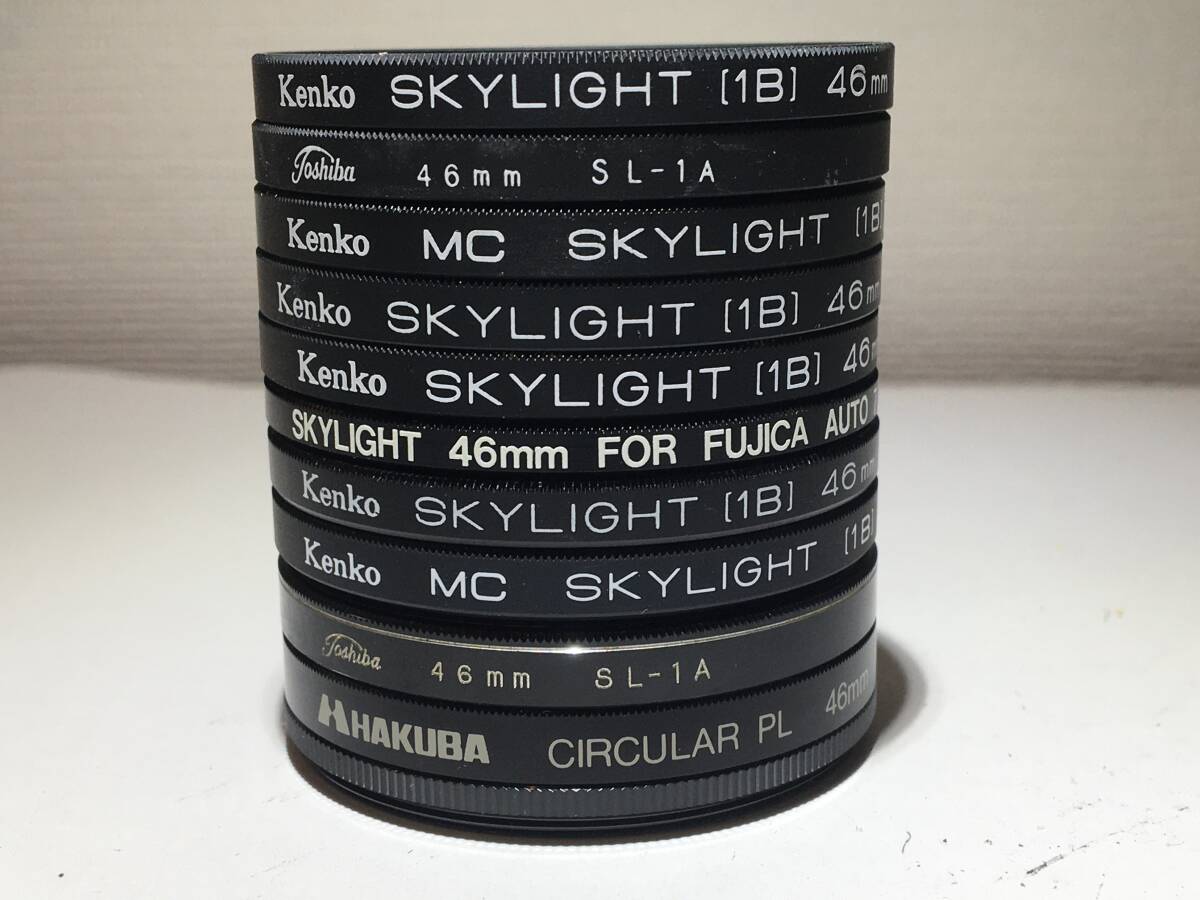 Kenko SKYLIGHT [1B] 46mm
Toshiba 46mm SL-1A
Kenko MC SKYLIGHT [1B]
Kenko SKYLIGHT [1B] 46mm
Kenko SKYLIGHT [1B] 46mm
SKYLIGHT 46mm FOR FUJICA AUTO
Kenko SKYLIGHT [1B] 46mm
Kenko MC SKYLIGHT [1B]
Toshiba 46mm SL-1A
HAKUBA CIRCULAR PL 46mm